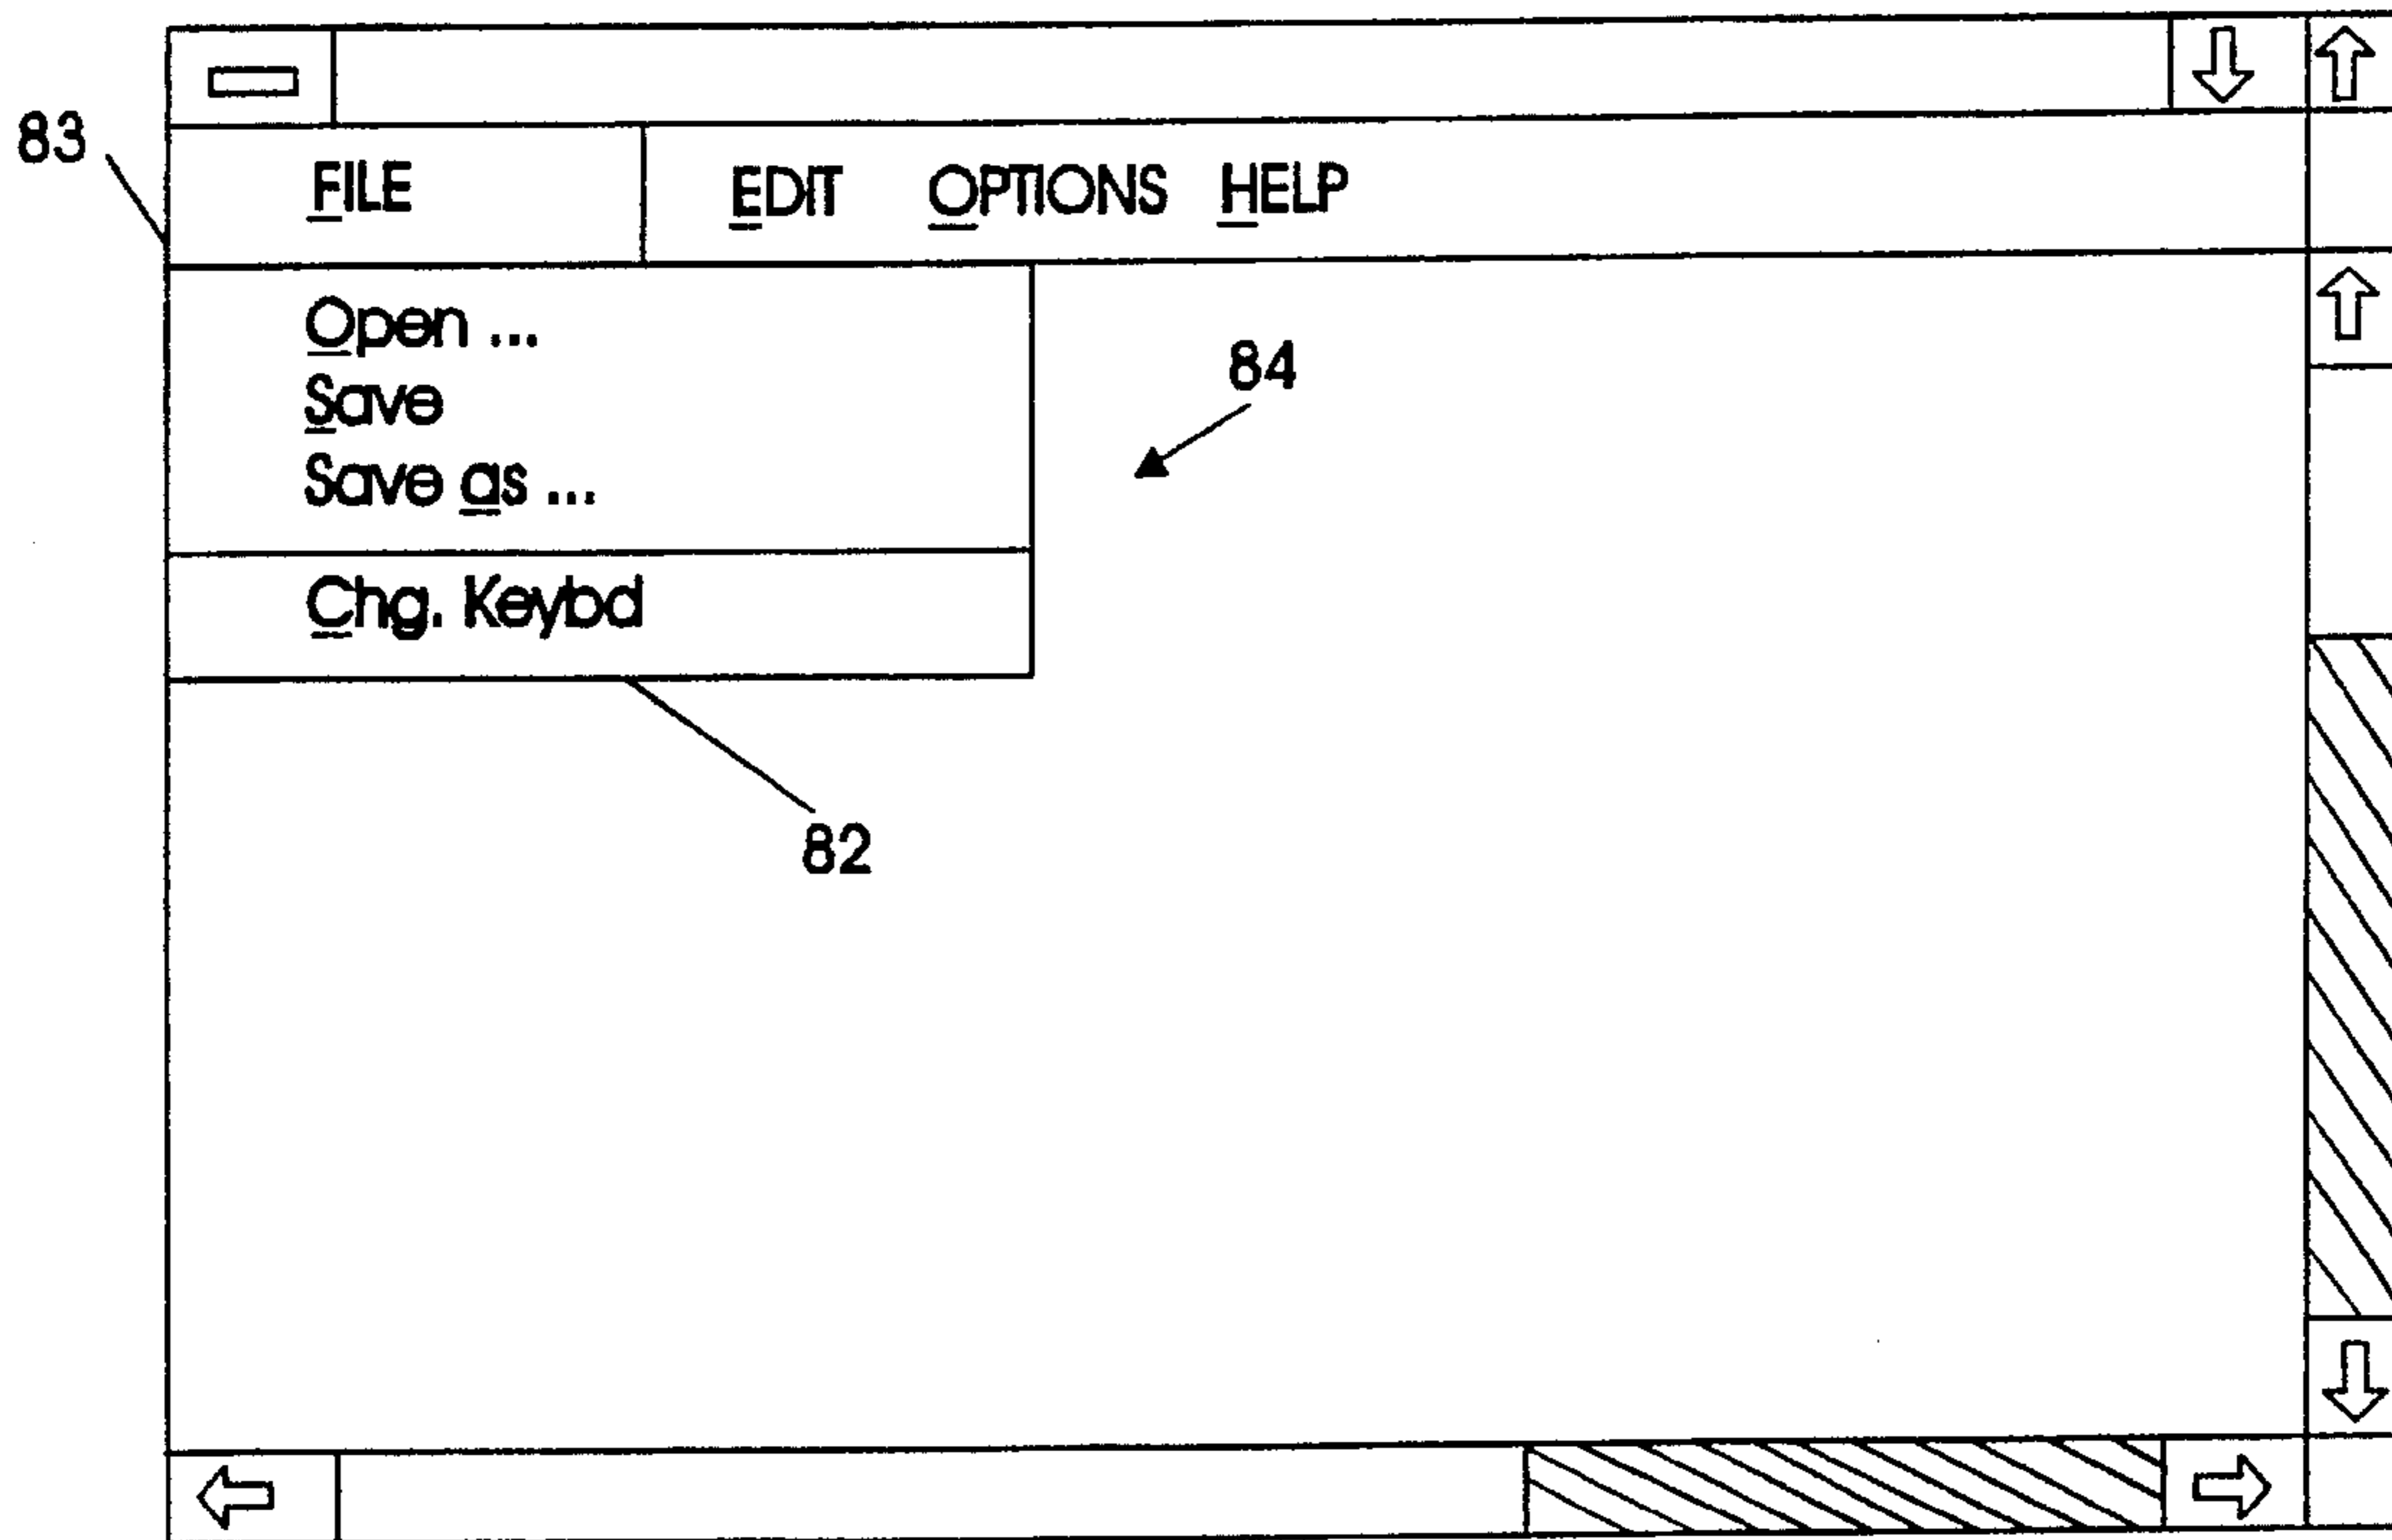 83
FILE EDIT OPTIONS HELP
Open ...
Save
Save as ...
Chg. Keybd
84
82